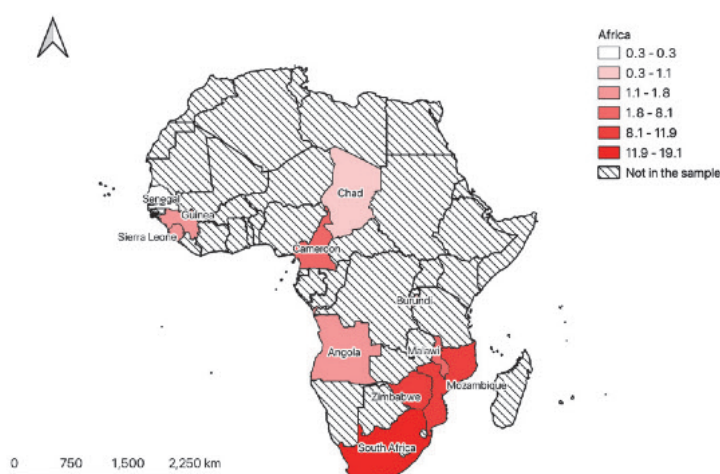 Africa
0.3 - 0.3
0.3 - 1.1
1.1 - 1.8
1.8 - 8.1
8.1 - 11.9
11.9 - 19.1
Not in the sample
Chad
Senegal
Guinea
Sierra Leone
Cameroon
Burundi
Angola
Malawi
Mozambique
Zimbabwe
South Africa
0 750 1,500 2,250 km